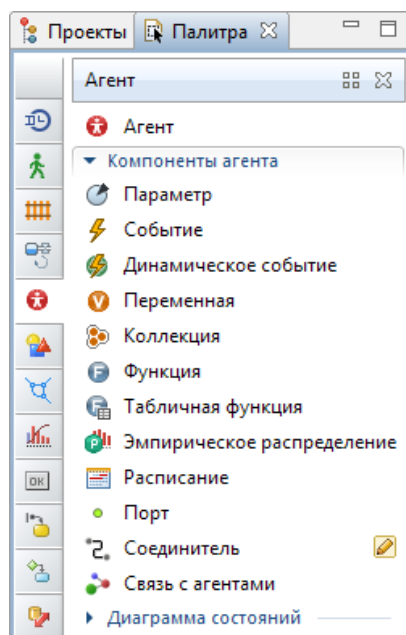 Проекты Палитра
Агент
Агент
Компоненты агента
Параметр
Событие
Динамическое событие
Переменная
Коллекция
Функция
Табличная функция
Эмпирическое распределение
Расписание
Порт
Соединитель
Связь с агентами
Диаграмма состояний
OK